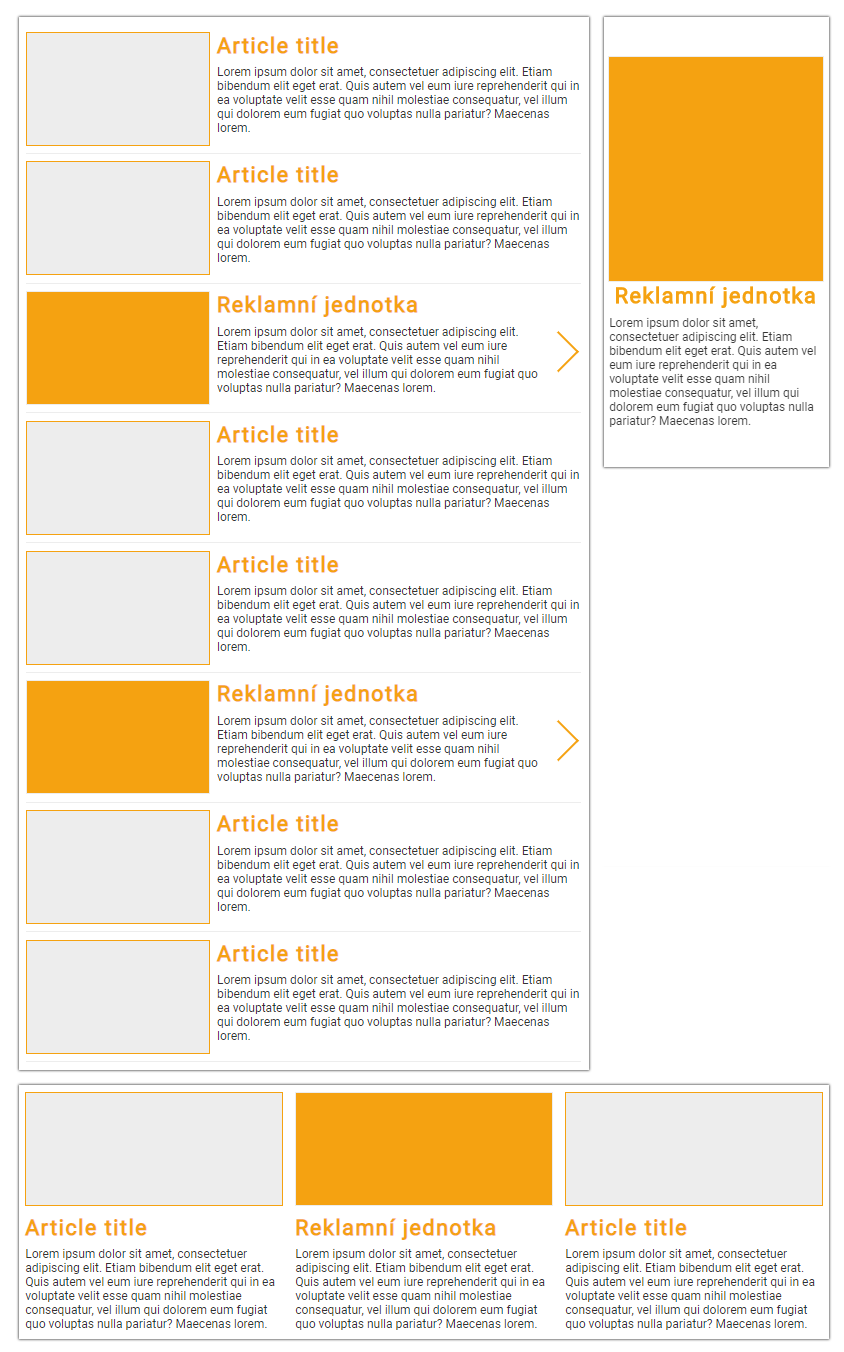 Article title
Lorem ipsum dolor sit amet, consectetuer adipiscing elit. Etiam
bibendum elit eget erat. Quis autem vel eum iure reprehenderit qui in
ea voluptate velit esse quam nihil molestiae consequatur, vel illum
qui dolorem eum fugiat quo voluptas nulla pariatur? Maecenas
lorem.
Article title
Lorem ipsum dolor sit amet, consectetuer adipiscing elit. Etiam
bibendum elit eget erat. Quis autem vel eum iure reprehenderit qui in
ea voluptate velit esse quam nihil molestiae consequatur, vel illum
qui dolorem eum fugiat quo voluptas nulla pariatur? Maecenas
lorem.
Reklamní jednotka
Lorem ipsum dolor sit amet, consectetuer adipiscing elit.
Etiam bibendum elit eget erat. Quis autem vel eum iure
reprehenderit qui in ea voluptate velit esse quam nihil
molestiae consequatur, vel illum qui dolorem eum fugiat quo
voluptas nulla pariatur? Maecenas lorem.
Article title
Lorem ipsum dolor sit amet, consectetuer adipiscing elit. Etiam
bibendum elit eget erat. Quis autem vel eum iure reprehenderit qui in
ea voluptate velit esse quam nihil molestiae consequatur, vel illum
qui dolorem eum fugiat quo voluptas nulla pariatur? Maecenas
lorem.
Article title
Lorem ipsum dolor sit amet, consectetuer adipiscing elit. Etiam
bibendum elit eget erat. Quis autem vel eum iure reprehenderit qui in
ea voluptate velit esse quam nihil molestiae consequatur, vel illum
qui dolorem eum fugiat quo voluptas nulla pariatur? Maecenas
lorem.
Reklamní jednotka
Lorem ipsum dolor sit amet, consectetuer adipiscing elit.
Etiam bibendum elit eget erat. Quis autem vel eum iure
reprehenderit qui in ea voluptate velit esse quam nihil
molestiae consequatur, vel illum qui dolorem eum fugiat quo
voluptas nulla pariatur? Maecenas lorem.
Article title
Lorem ipsum dolor sit amet, consectetuer adipiscing elit. Etiam
bibendum elit eget erat. Quis autem vel eum iure reprehenderit qui in
ea voluptate velit esse quam nihil molestiae consequatur, vel illum
qui dolorem eum fugiat quo voluptas nulla pariatur? Maecenas
lorem.
Article title
Lorem ipsum dolor sit amet, consectetuer adipiscing elit. Etiam
bibendum elit eget erat. Quis autem vel eum iure reprehenderit qui in
ea voluptate velit esse quam nihil molestiae consequatur, vel illum
qui dolorem eum fugiat quo voluptas nulla pariatur? Maecenas
lorem.
Reklamní jednotka
Lorem ipsum dolor sit amet,
consectetuer adipiscing elit. Etiam
bibendum elit eget erat. Quis autem vel
eum iure reprehenderit qui in ea
voluptate velit esse quam nihil
molestiae consequatur, vel illum qui
dolorem eum fugiat quo voluptas nulla
pariatur? Maecenas lorem.
Article title
Lorem ipsum dolor sit amet, consectetuer
adipiscing elit. Etiam bibendum elit eget erat.
Quis autem vel eum iure reprehenderit qui in ea
voluptate velit esse quam nihil molestiae
consequatur, vel illum qui dolorem eum fugiat
quo voluptas nulla pariatur? Maecenas lorem.
Reklamní jednotka
Lorem ipsum dolor sit amet, consectetuer
adipiscing elit. Etiam bibendum elit eget erat.
Quis autem vel eum iure reprehenderit qui in ea
voluptate velit esse quam nihil molestiae
consequatur, vel illum qui dolorem eum fugiat
quo voluptas nulla pariatur? Maecenas lorem.
Article title
Lorem ipsum dolor sit amet, consectetuer
adipiscing elit. Etiam bibendum elit eget erat.
Quis autem vel eum iure reprehenderit qui in ea
voluptate velit esse quam nihil molestiae
consequatur, vel illum qui dolorem eum fugiat
quo voluptas nulla pariatur? Maecenas lorem.